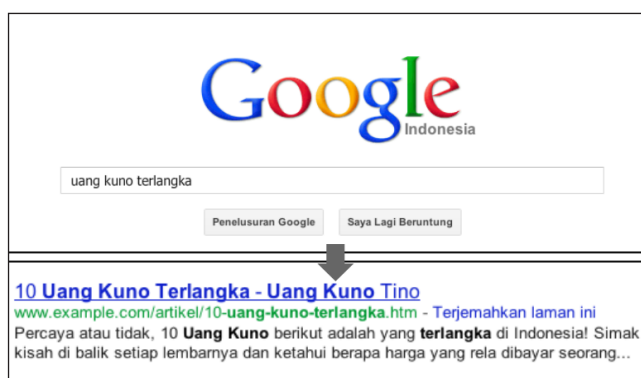 Google
Indonesia
uang kuno terlangka
Penelusuran Google Saya Lagi Beruntung
10 Uang Kuno Terlangka - Uang Kuno Tino
www.example.com/artikel/10-uang-kuno-terlangka.htm - Terjemahkan laman ini
Percaya atau tidak, 10 Uang Kuno berikut adalah yang terlangka di Indonesia! Simak
kisah di balik setiap lembarnya dan ketahui berapa harga yang rela dibayar seorang...